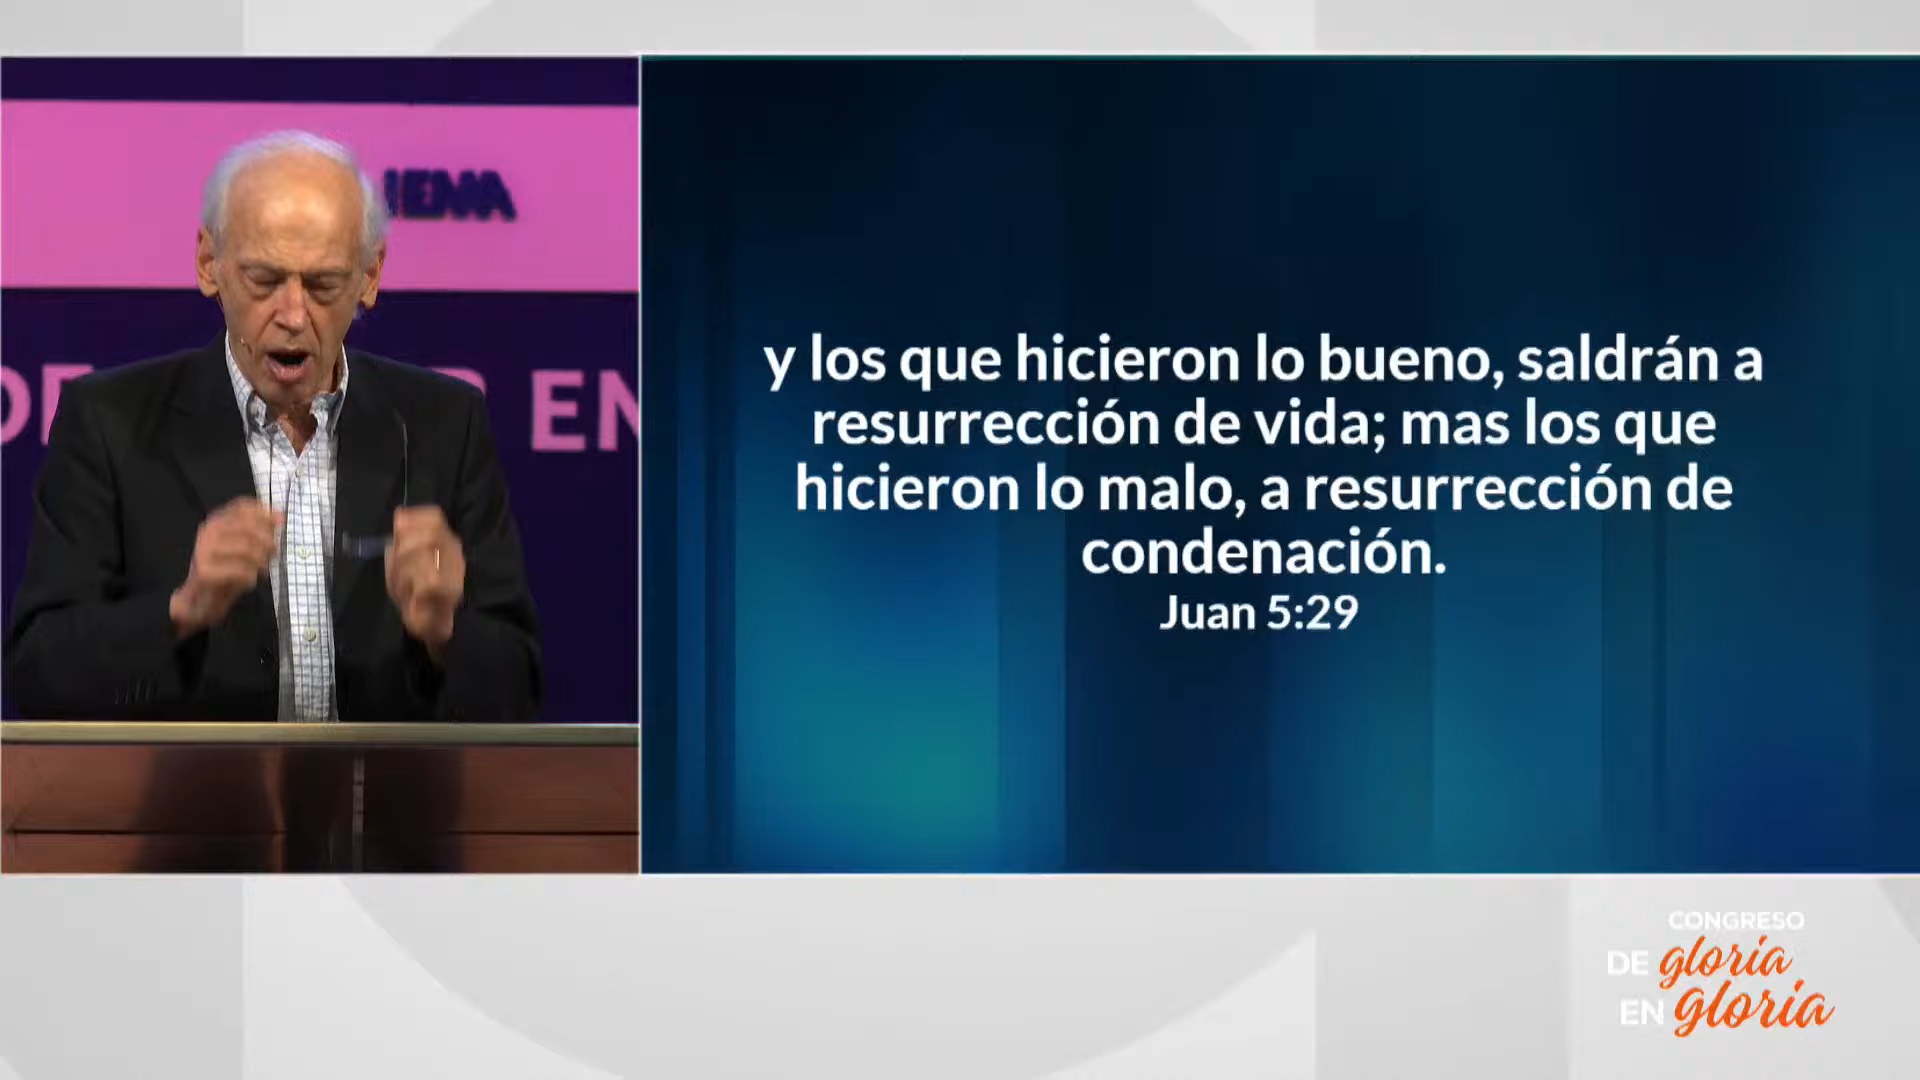 EN
y los que hicieron lo bueno, saldrán a
resurrección de vida; mas los que
hicieron lo malo, a resurrección de
condenación.
Juan 5:29
CONGRESO
DE gloria
EN gloria